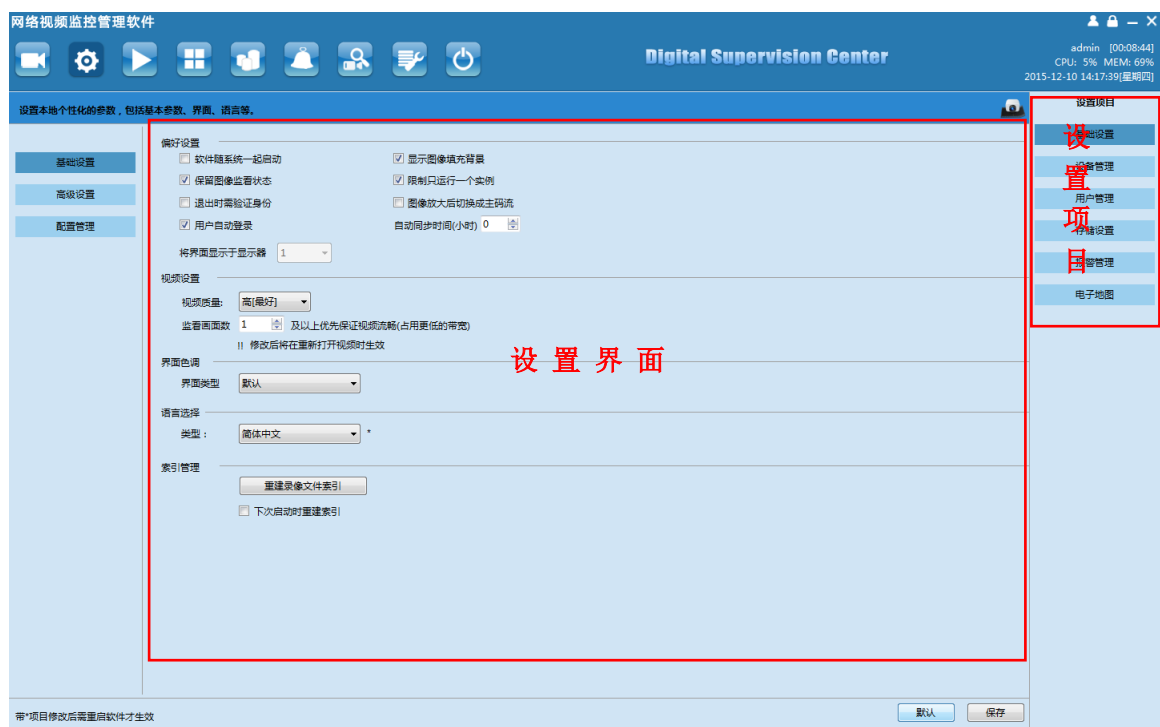 网络视频监控管理软件
Digital Supervision Center
admin [00:08:44]
CPU: 5% MEM: 69%
2015-12-10 14:17:39[星期四]
设置本地个性化的参数，包括基本参数、界面、语言等。
设置项目
基础设置
高级设置
配置管理
偏好设置
软件随系统一起启动
显示图像填充背景
保留图像监看状态
限制只运行一个实例
退出时需验证身份
图像放大后切换成主码流
用户自动登录
自动同步时间(小时) 0
将界面显示于显示器 1
视频设置
视频质量: 高[最好]
监看画面数 1 及以上优先保证视频流畅(占用更低的带宽)
!! 修改后将在重新打开视频时生效
界面色调
界面类型 默认
语言选择
类型： 简体中文 *
索引管理
重建录像文件索引
下次启动时重建索引
设置界面
基础设置
设备管理
用户管理
存储设置
报警管理
电子地图
设置项目
带*项目修改后需重启软件才生效
默认
保存